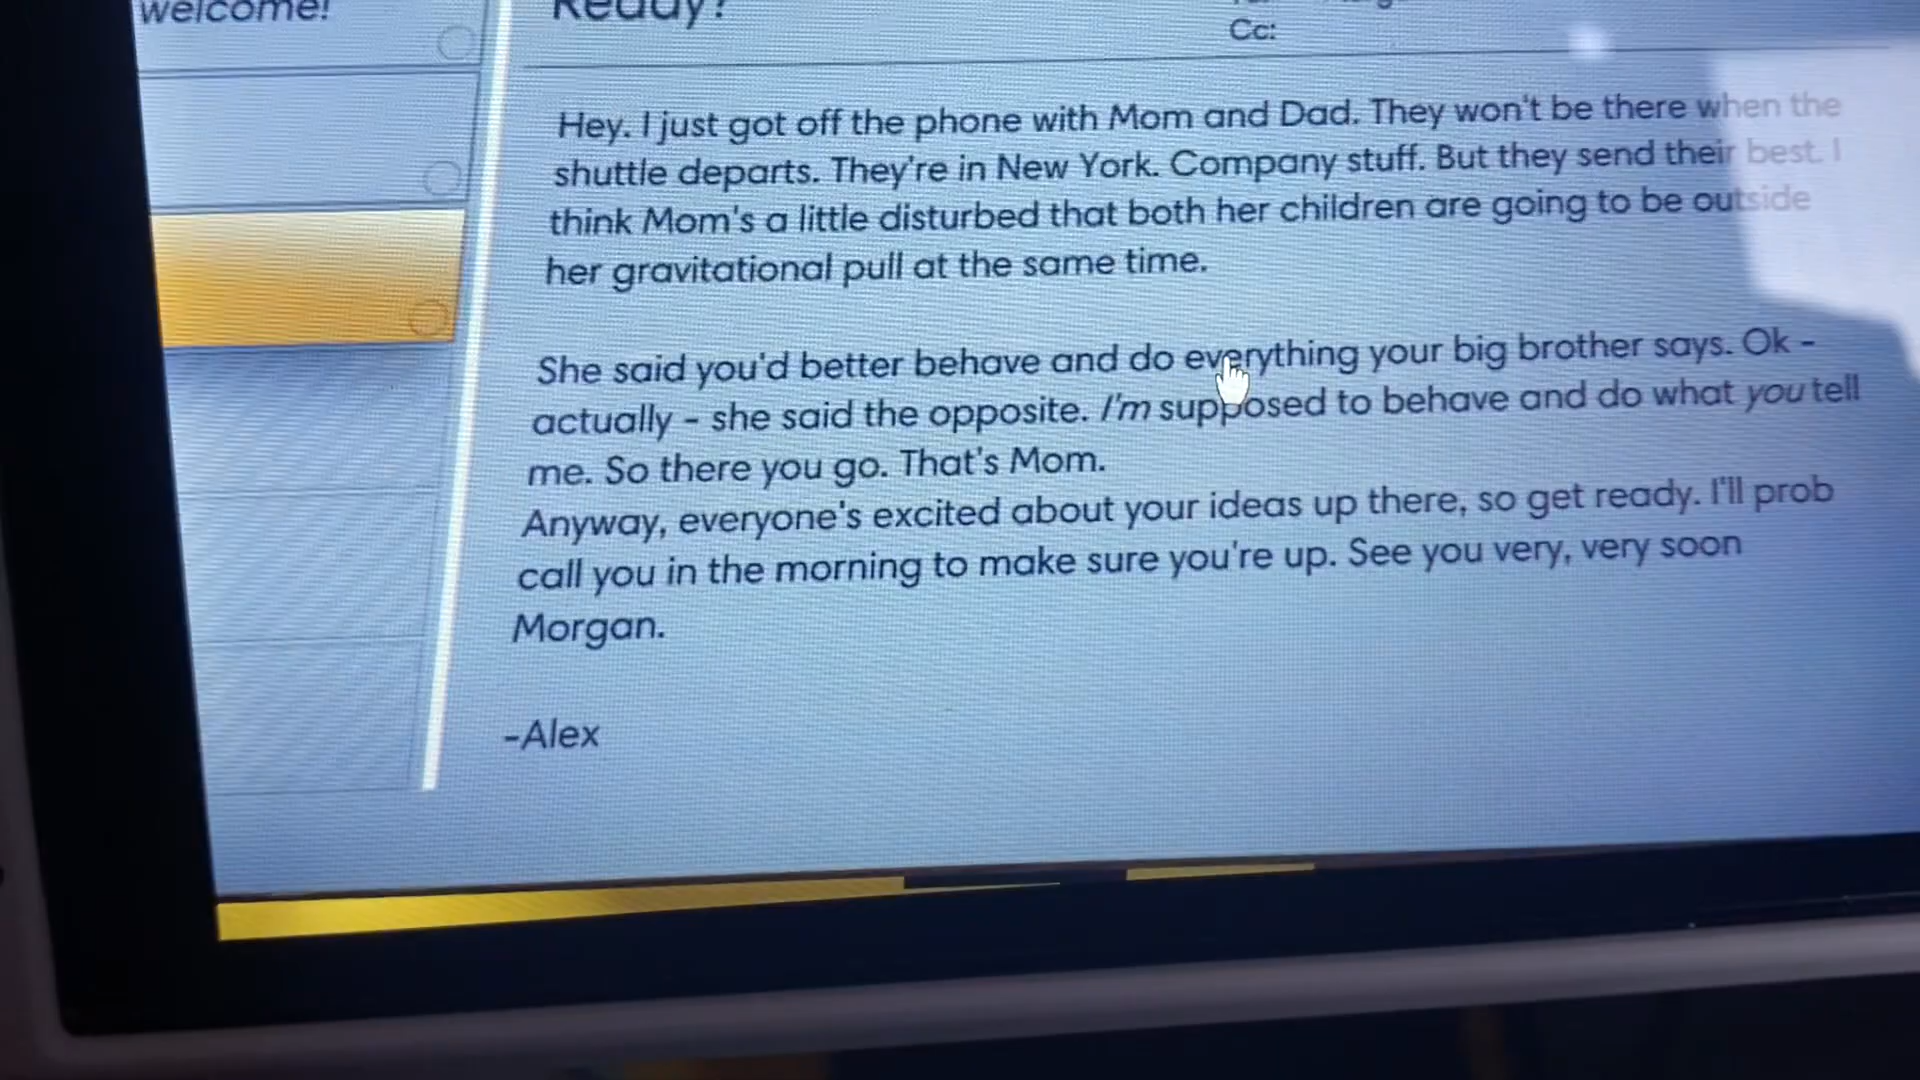 welcome!
Ready?
Cc:
Hey. I just got off the phone with Mom and Dad. They won't be there when the
shuttle departs. They're in New York. Company stuff. But they send their best. I
think Mom's a little disturbed that both her children are going to be outside
her gravitational pull at the same time.
She said you'd better behave and do everything your big brother says. Ok -
actually - she said the opposite. I'm supposed to behave and do what you tell
me. So there you go. That's Mom.
Anyway, everyone's excited about your ideas up there, so get ready. I'll prob
call you in the morning to make sure you're up. See you very, very soon
Morgan.
-Alex